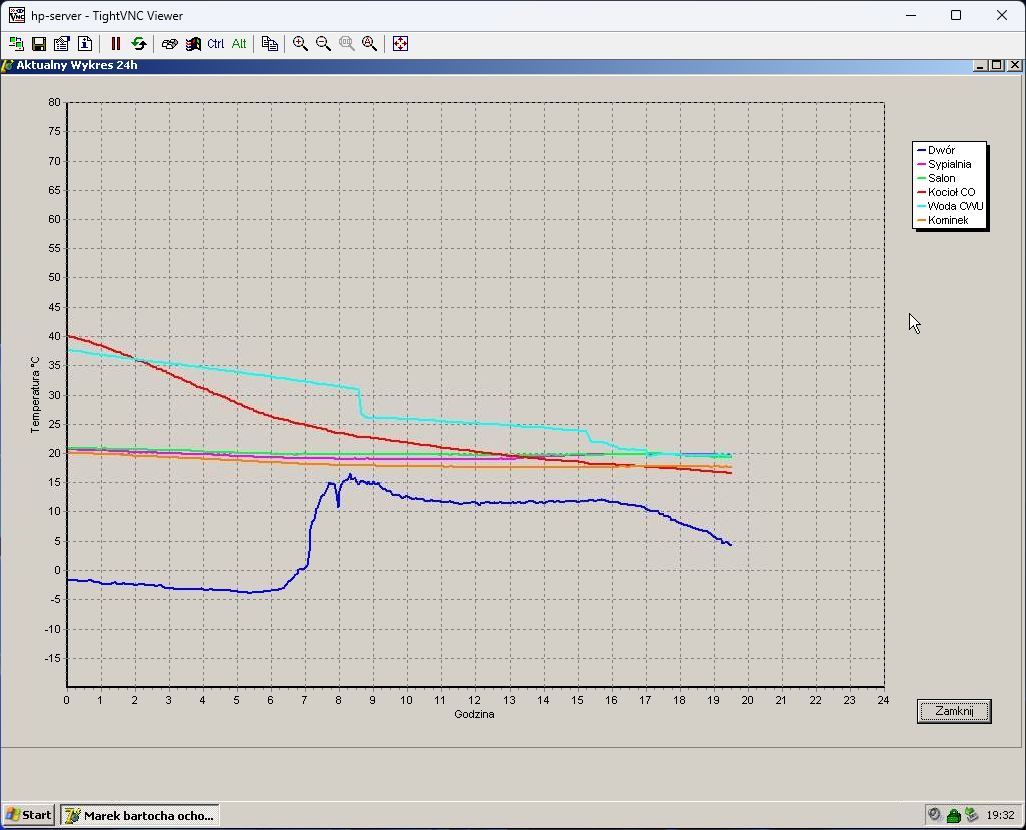 hp-server - TightVNC Viewer
Ctrl Alt
Aktualny Wykres 24h
80
75
70
65
60
55
50
45
40
35
30
25
20
15
10
5
0
-5
-10
-15
Temperatura °C
0 1 2 3 4 5 6 7 8 9 10 11 12 13 14 15 16 17 18 19 20 21 22 23 24
Godzina
Dwór
Sypialnia
Salon
Kocioł CO
Woda CWU
Kominek
Zamknij
Start
Marek bartocha ocho...
19:32